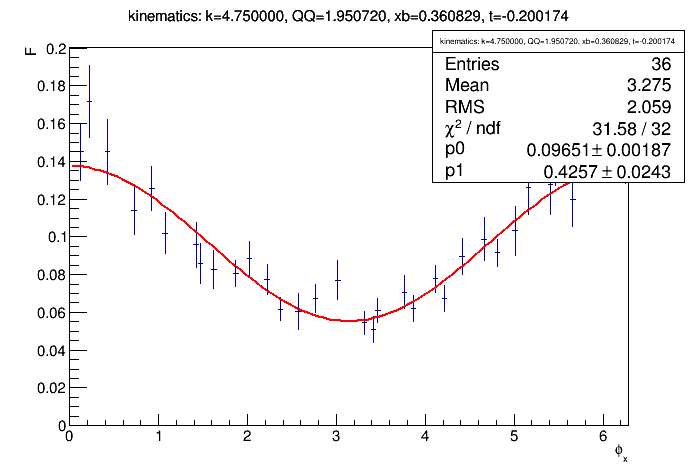 kinematics: k=4.750000, QQ=1.950720, xb=0.360829, t=-0.200174
kinematics: k=4.750000, QQ=1.950720, xb=0.360829, t=-0.200174
Entries 36
Mean 3.275
RMS 2.059
χ² / ndf 31.58 / 32
p0 0.09651 ± 0.00187
p1 0.4257 ± 0.0243
F
0.2
0.18
0.16
0.14
0.12
0.1
0.08
0.06
0.04
0.02
0
0 1 2 3 4 5 6
ϕx